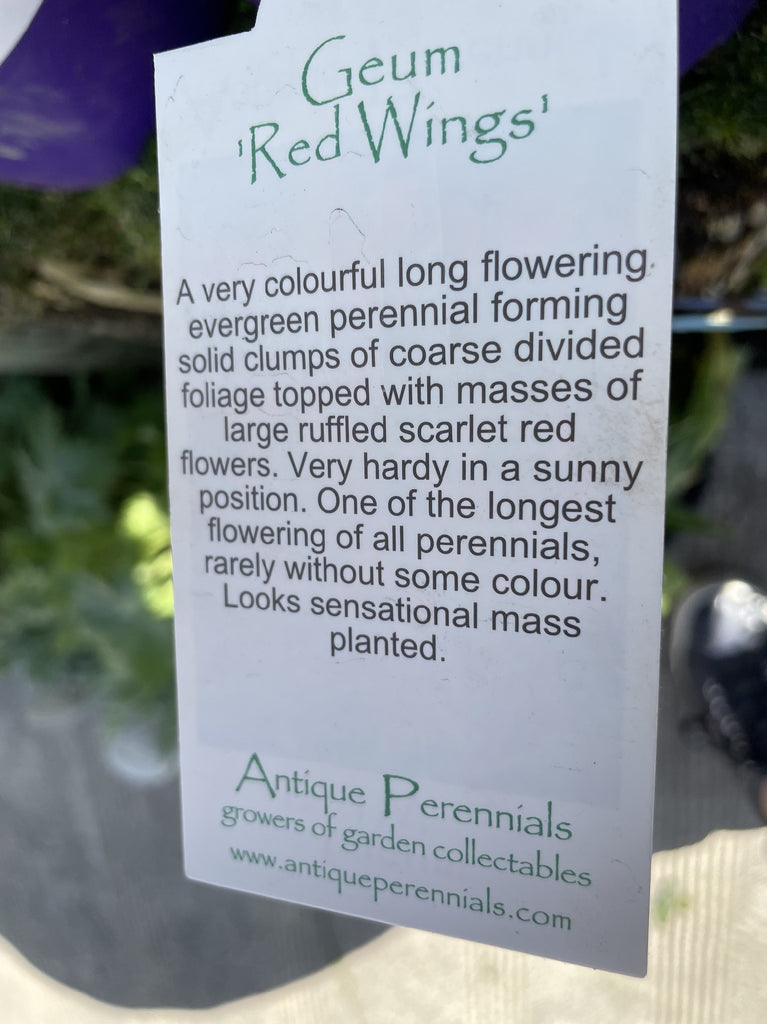 Geum
'Red Wings'
A very colourful long flowering
evergreen perennial forming
solid clumps of coarse divided
foliage topped with masses of
large ruffled scarlet red
flowers. Very hardy in a sunny
position. One of the longest
flowering of all perennials,
rarely without some colour.
Looks sensational mass
planted.
Antique Perennials
growers of garden collectables
www.antiqueperennials.com